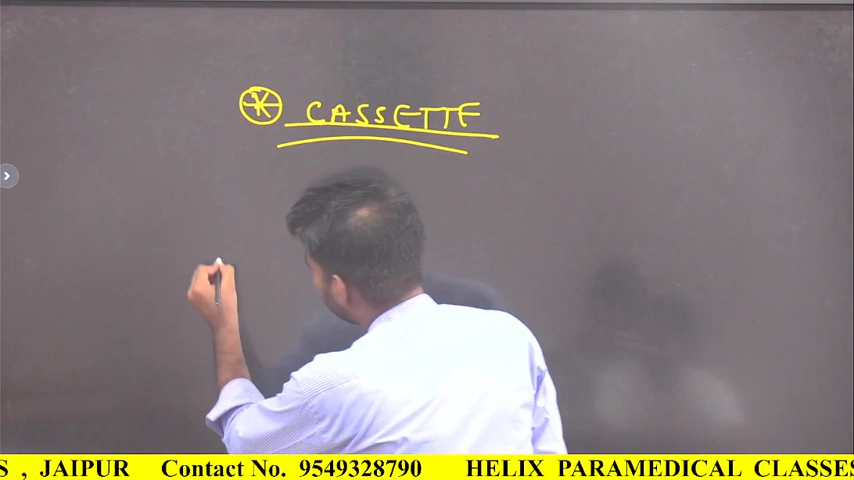 CASSETTE
S , JAIPUR Contact No. 9549328790 HELIX PARAMEDICAL CLASSES